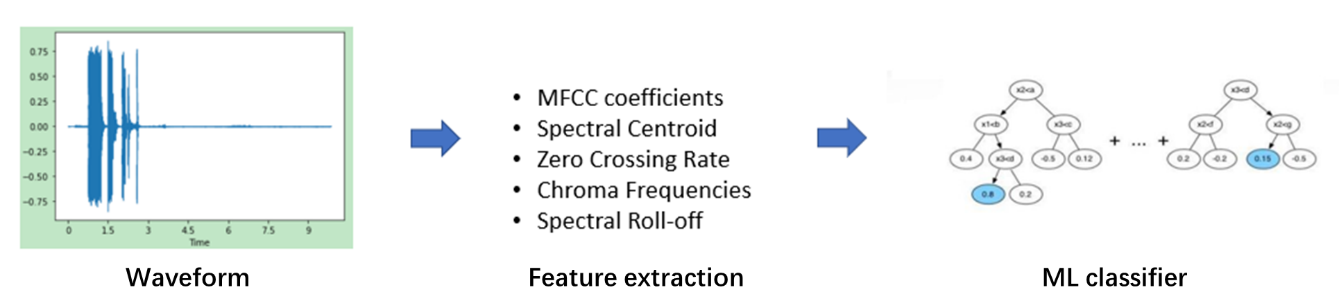 0.75
0.50
0.25
0.00
−0.25
−0.50
−0.75
0 1.5 3 4.5 6 7.5 9
Time
Waveform
• MFCC coefficients
• Spectral Centroid
• Zero Crossing Rate
• Chroma Frequencies
• Spectral Roll-off
Feature extraction
x2<a
x1<b x3<c
0.4 x3<d -0.5 0.12
0.8 0.2
+ ... +
x3<d
x2<f x2<g
0.2 -0.2 0.15 -0.5
ML classifier